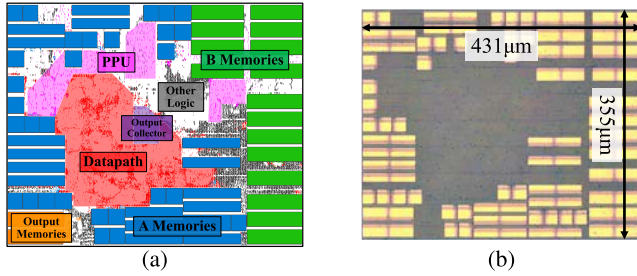 PPU
B Memories
Other
Logic
Output
Collector
Datapath
Output
Memories
A Memories
(a)
431μm
355μm
(b)